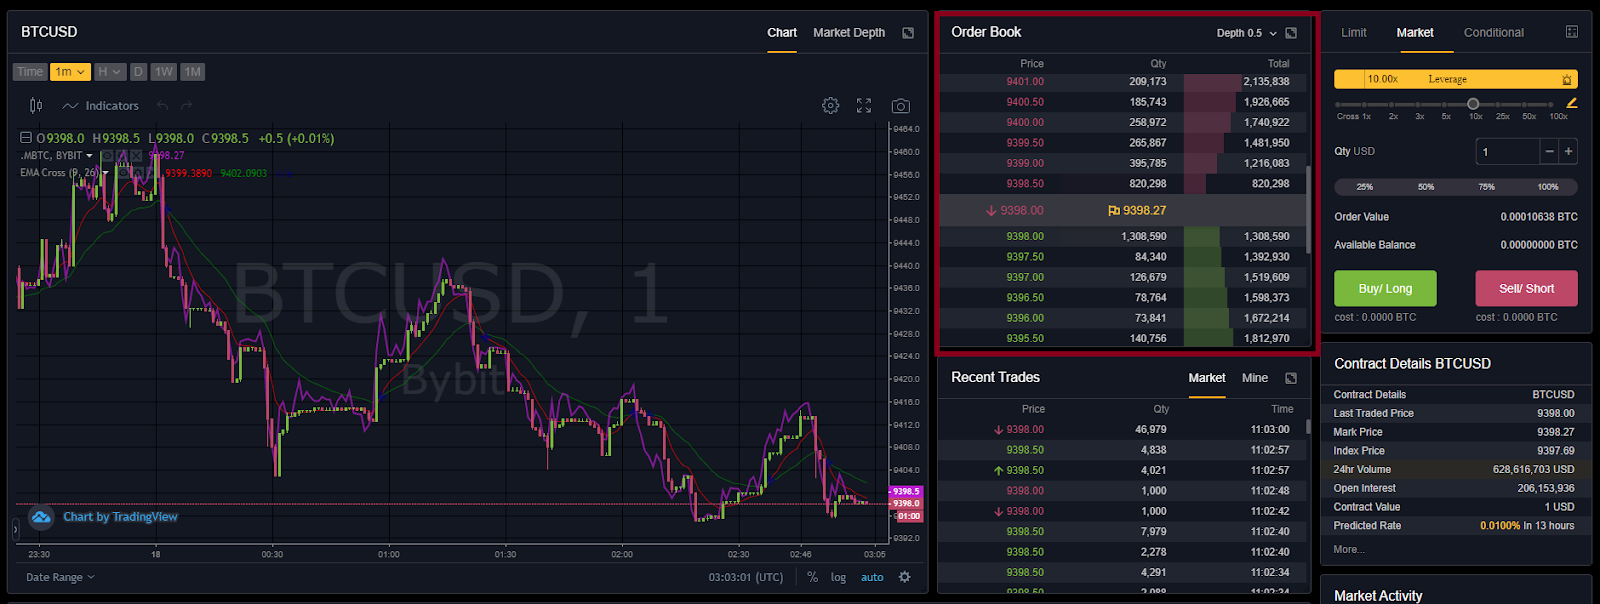 BTCUSD
Chart Market Depth
Time 1m H D 1W 1M
Indicators
O9398.0 H9398.5 L9398.0 C9398.5 +0.5 (+0.01%)
.MBTC, BYBIT 9398.27
EMA Cross (9, 26) 9399.3890 9402.0903
BTCUSD, 1
Bybit
9464.0
9460.0
9456.0
9452.0
9448.0
9444.0
9440.0
9436.0
9432.0
9428.0
9424.0
9420.0
9416.0
9412.0
9408.0
9404.0
9398.5
9398.0
01:00
9392.0
Chart by TradingView
23:30 18 00:30 01:00 01:30 02:00 02:30 02:46 03:05
Date Range 03:03:01 (UTC) % log auto
Order Book Depth 0.5
Price Qty Total
9401.00 209,173 2,135,838
9400.50 185,743 1,926,665
9400.00 258,972 1,740,922
9399.50 265,867 1,481,950
9399.00 395,785 1,216,083
9398.50 820,298 820,298
9398.00 9398.27
9398.00 1,308,590 1,308,590
9397.50 84,340 1,392,930
9397.00 126,679 1,519,609
9396.50 78,764 1,598,373
9396.00 73,841 1,672,214
9395.50 140,756 1,812,970
Recent Trades Market Mine
Price Qty Time
9398.00 46,979 11:03:00
9398.50 4,838 11:02:57
9398.50 4,021 11:02:57
9398.00 1,000 11:02:48
9398.00 1,000 11:02:42
9398.50 7,979 11:02:40
9398.50 2,278 11:02:40
9398.50 4,291 11:02:34
9398.50 2,088 11:02:34
Limit Market Conditional
10.00x Leverage
Cross 1x 2x 3x 5x 10x 25x 50x 100x
Qty USD 1 − +
25% 50% 75% 100%
Order Value 0.00010638 BTC
Available Balance 0.00000000 BTC
Buy/ Long Sell/ Short
cost : 0.0000 BTC cost : 0.0000 BTC
Contract Details BTCUSD
Contract Details BTCUSD
Last Traded Price 9398.00
Mark Price 9398.27
Index Price 9397.69
24hr Volume 628,616,703 USD
Open Interest 206,153,936
Contract Value 1 USD
Predicted Rate 0.0100% In 13 hours
More...
Market Activity